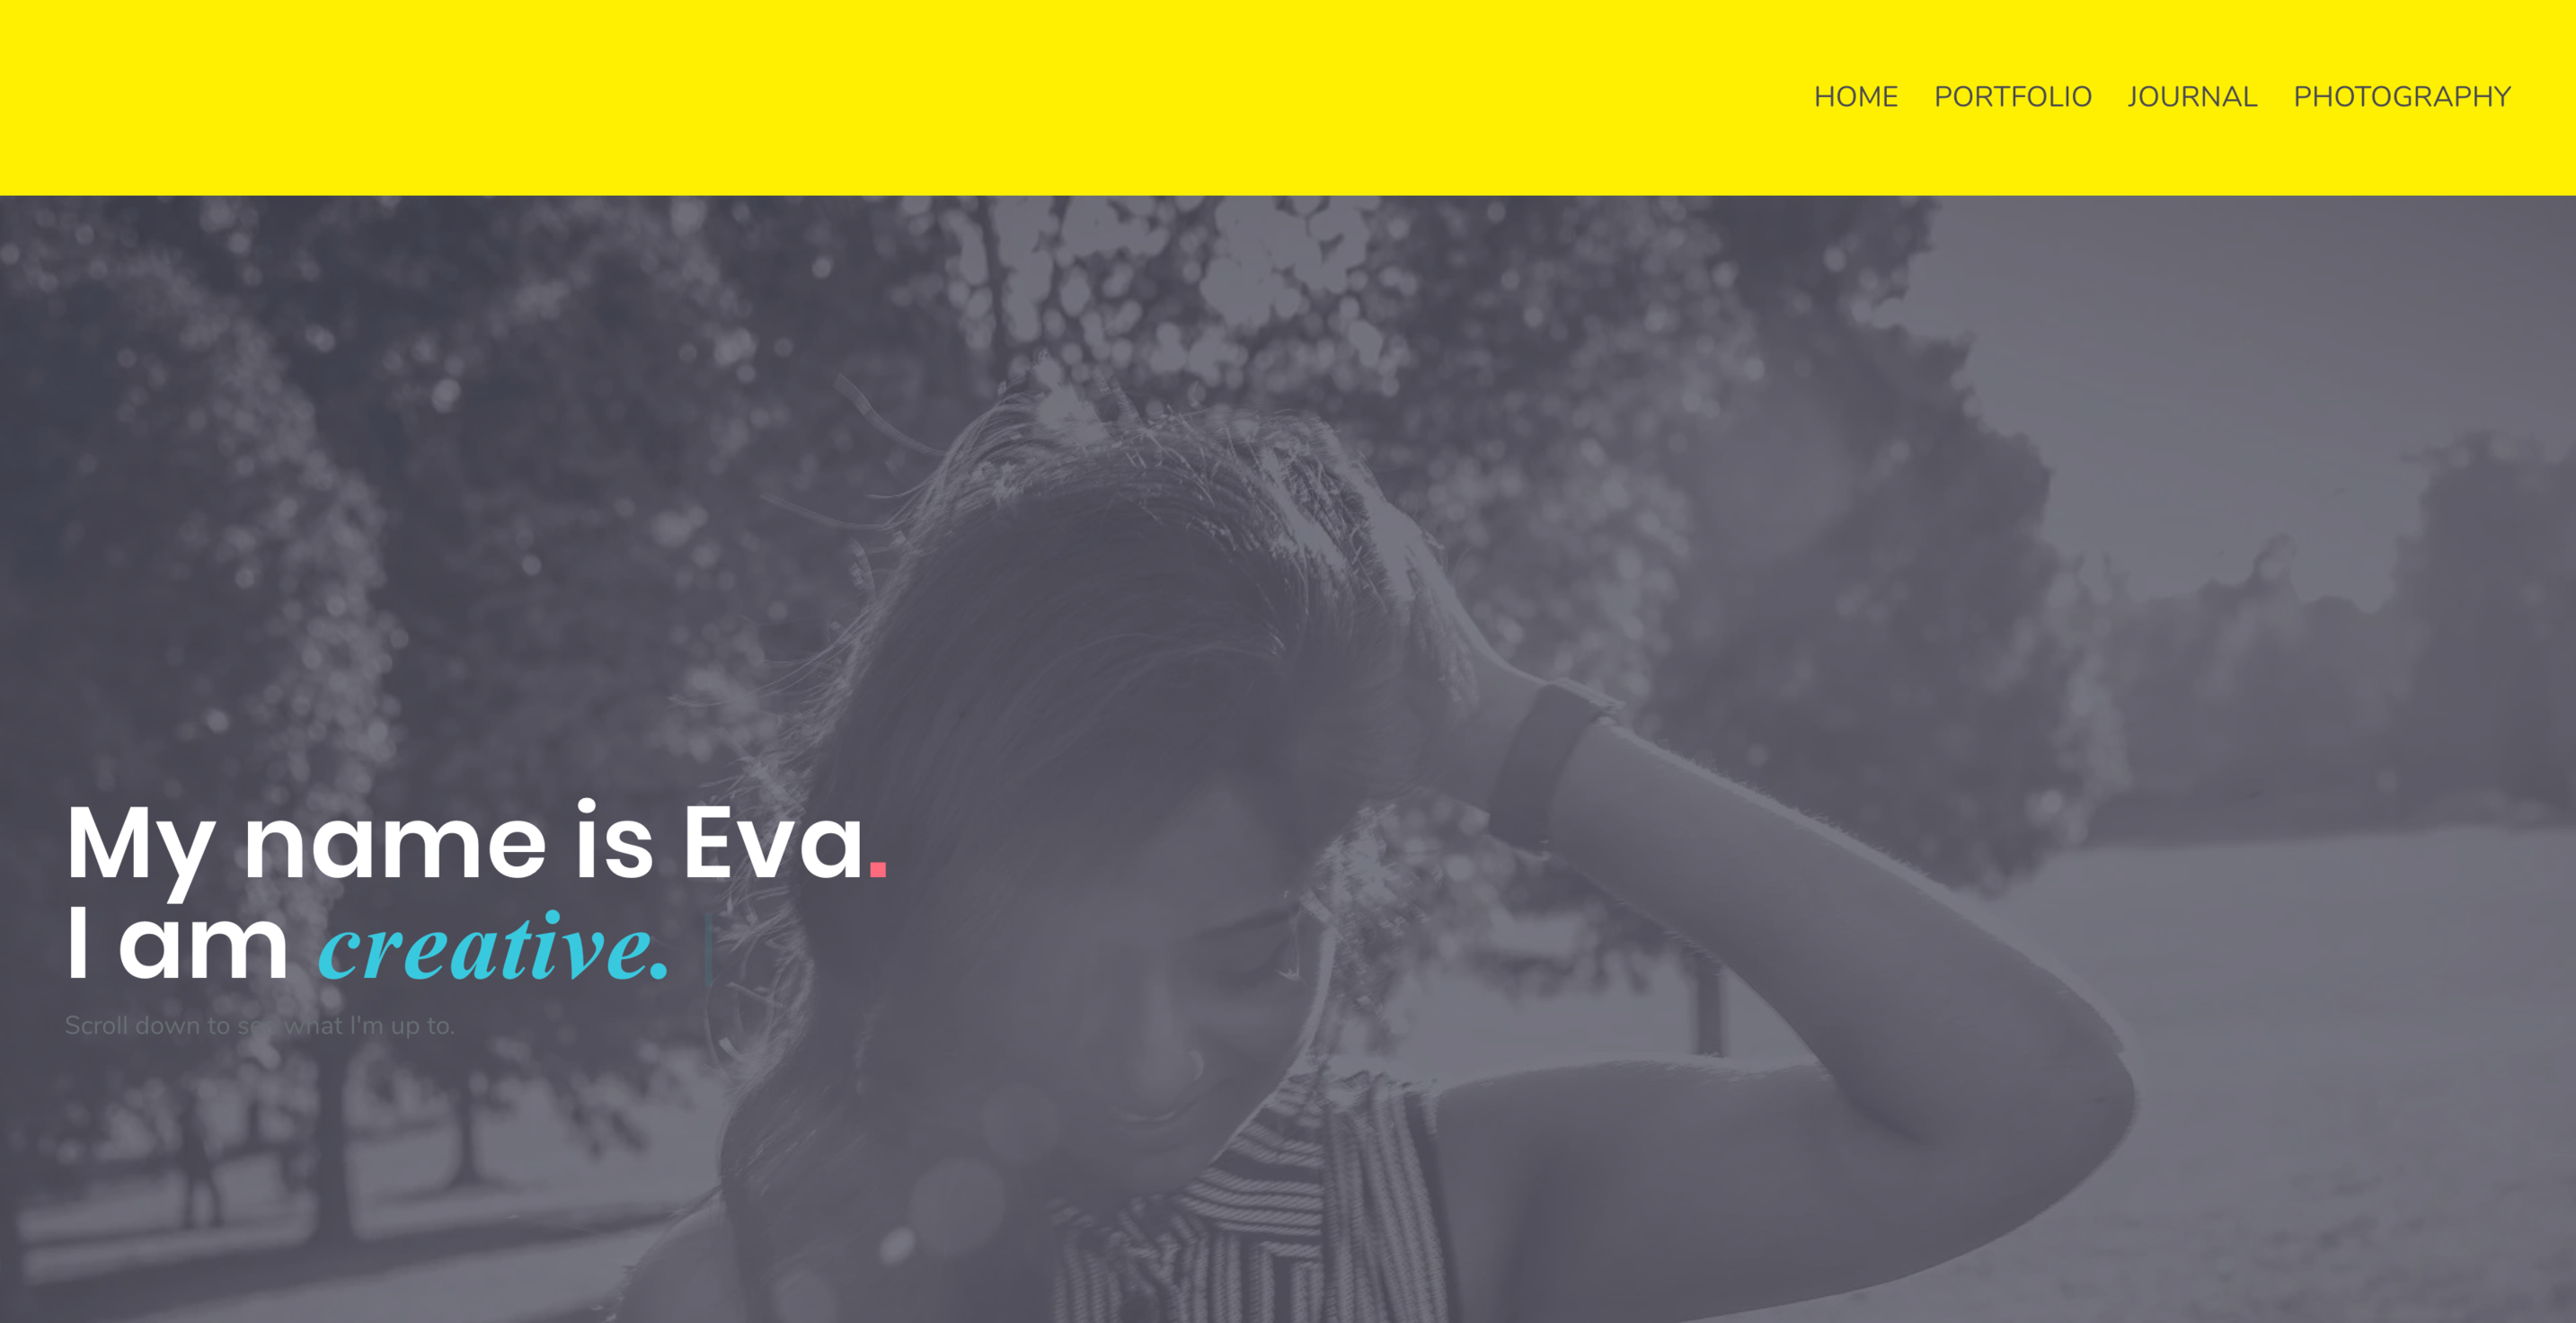 HOME PORTFOLIO JOURNAL PHOTOGRAPHY
My name is Eva.
I am creative.
Scroll down to see what I'm up to.